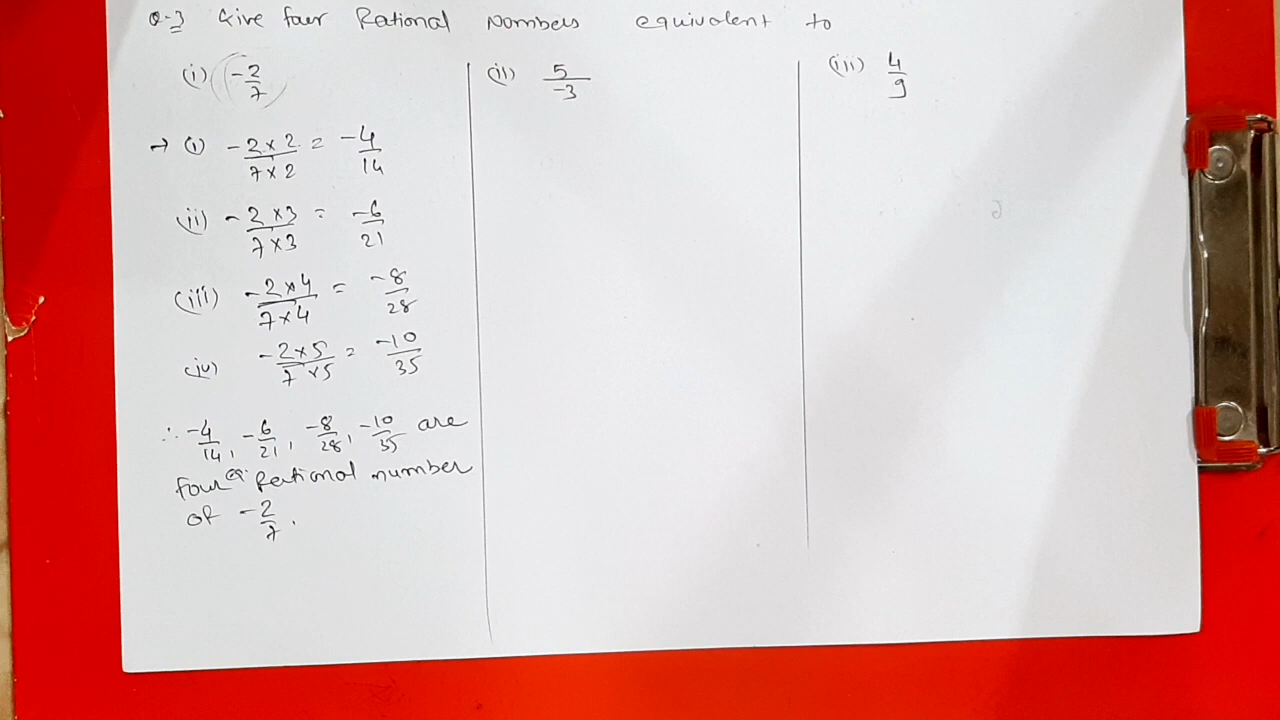 Q-3 Give four Rational Numbers equivalent to
(i) -2/7
(ii) 5/-3
(iii) 4/9
→ (i) -2×2/7×2 = -4/14
(ii) -2×3/7×3 = -6/21
(iii) -2×4/7×4 = -8/28
(iv) -2×5/7×5 = -10/35
∴ -4/14, -6/21, -8/28, -10/35 are
four eq. Rational number
of -2/7.